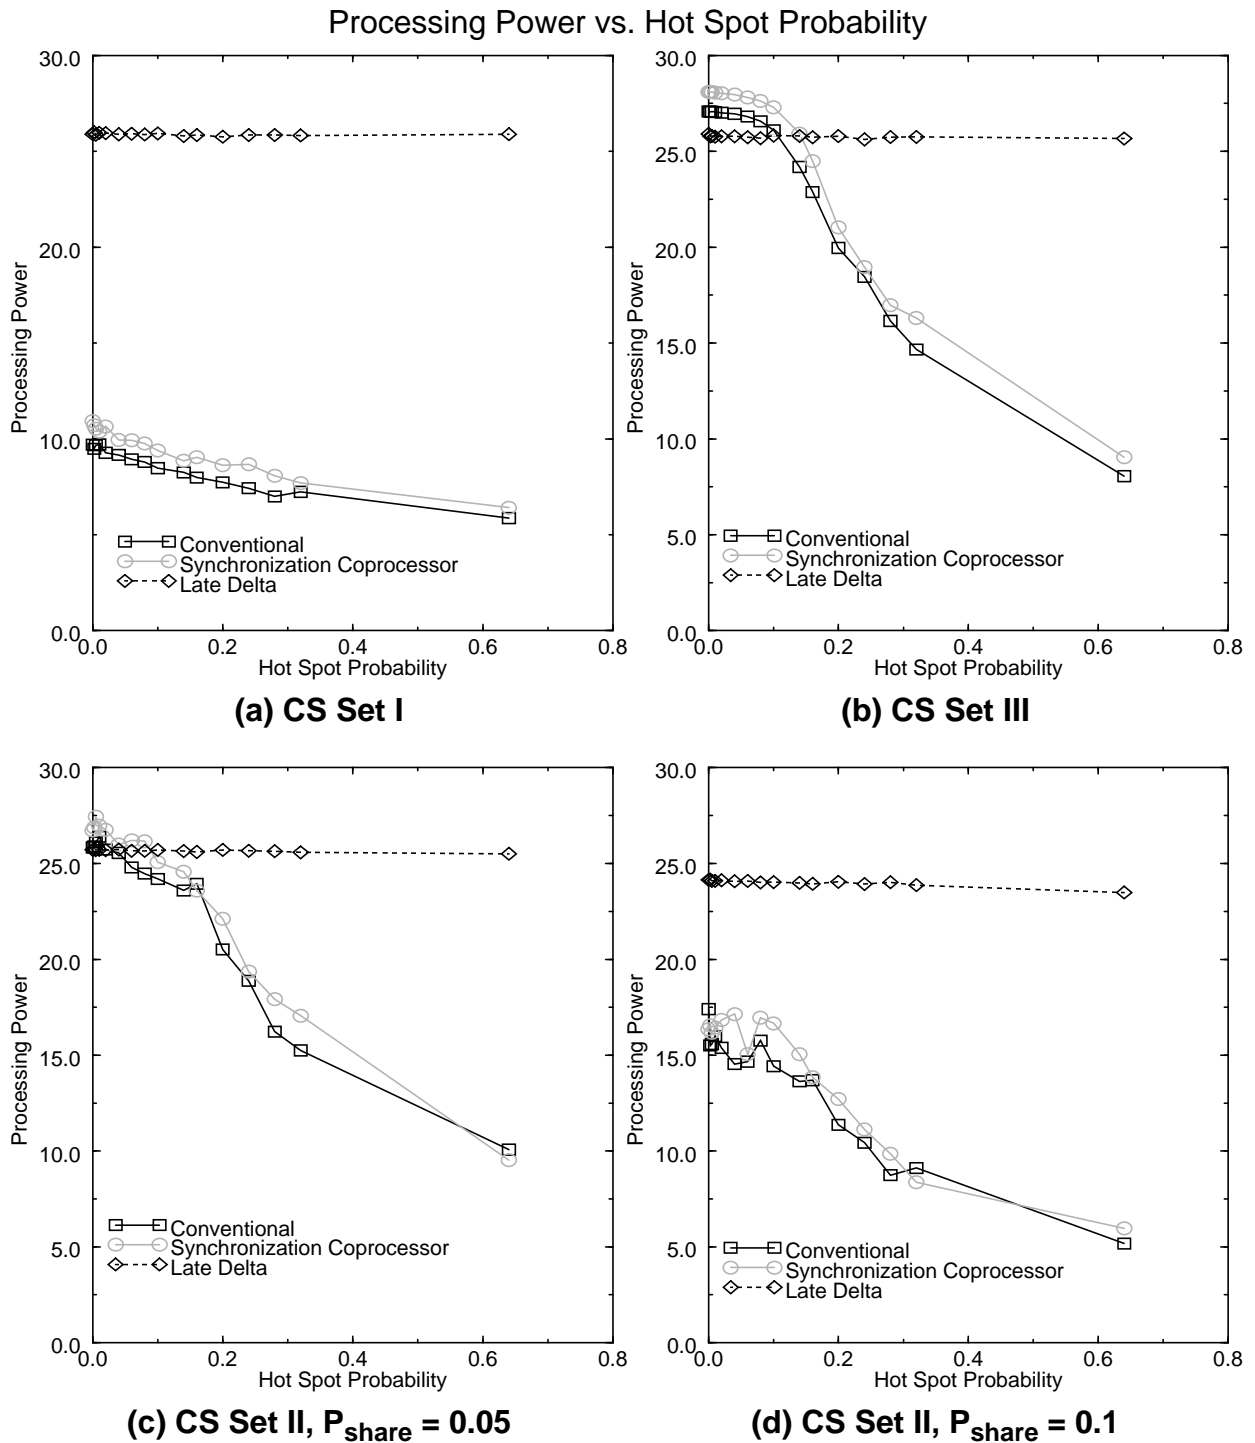 Processing Power vs. Hot Spot Probability
30.0
25.0
20.0
15.0
10.0
5.0
0.0
Processing Power
Conventional
Synchronization Coprocessor
Late Delta
0.0 0.2 0.4 0.6 0.8
Hot Spot Probability
(a) CS Set I
30.0
25.0
20.0
15.0
10.0
5.0
0.0
Processing Power
Conventional
Synchronization Coprocessor
Late Delta
0.0 0.2 0.4 0.6 0.8
Hot Spot Probability
(b) CS Set III
30.0
25.0
20.0
15.0
10.0
5.0
0.0
Processing Power
Conventional
Synchronization Coprocessor
Late Delta
0.0 0.2 0.4 0.6 0.8
Hot Spot Probability
(c) CS Set II, Pshare = 0.05
30.0
25.0
20.0
15.0
10.0
5.0
0.0
Processing Power
Conventional
Synchronization Coprocessor
Late Delta
0.0 0.2 0.4 0.6 0.8
Hot Spot Probability
(d) CS Set II, Pshare = 0.1